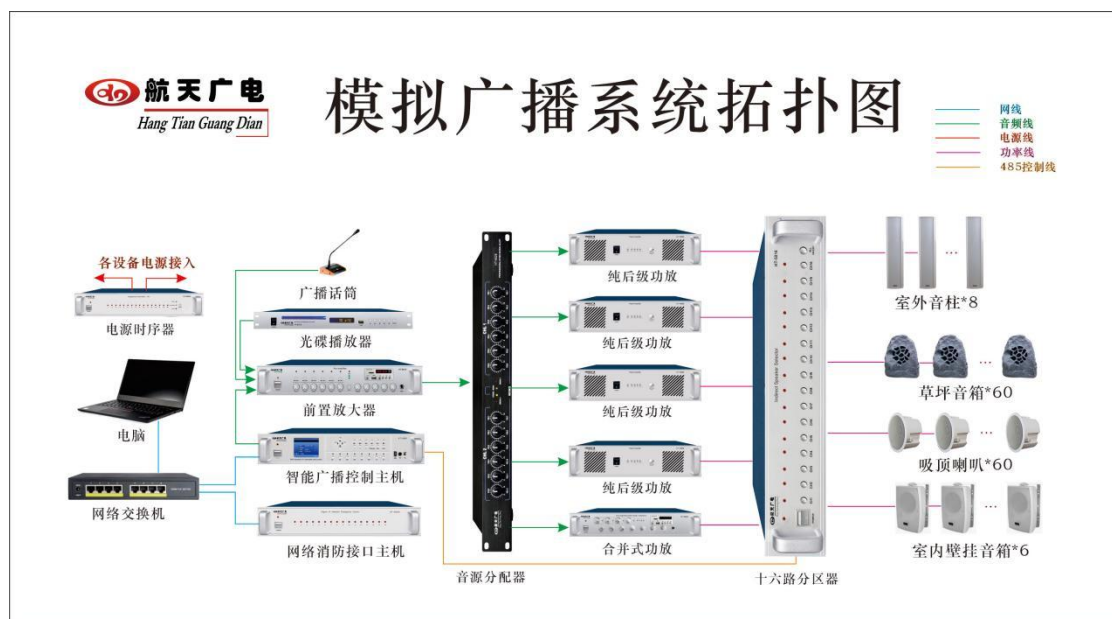 航天广电
Hang Tian Guang Dian
模拟广播系统拓扑图
网线
音频线
电源线
功率线
485控制线
各设备电源接入
电源时序器
电脑
网络交换机
广播话筒
光碟播放器
前置放大器
智能广播控制主机
网络消防接口主机
音源分配器
纯后级功放
纯后级功放
纯后级功放
纯后级功放
合并式功放
十六路分区器
室外音柱*8
草坪音箱*60
吸顶喇叭*60
室内壁挂音箱*6